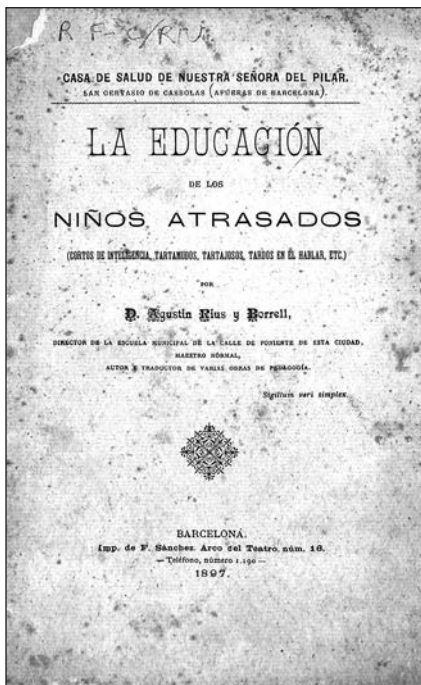 R F-C/RIU
CASA DE SALUD DE NUESTRA SEÑORA DEL PILAR.
SAN GERVASIO DE CASSOLAS (AFUERAS DE BARCELONA).
LA EDUCACIÓN
DE LOS
NIÑOS ATRASADOS
(CORTOS DE INTELIGENCIA, TARTAMUDOS, TARTAJOSOS, TARDOS EN EL HABLAR, ETC.)
POR
D. Agustin Rius y Borrell,
DIRECTOR DE LA ESCUELA MUNICIPAL DE LA CALLE DE PONIENTE DE ESTA CIUDAD,
MAESTRO NORMAL,
AUTOR Y TRADUCTOR DE VARIAS OBRAS DE PEDAGOGÍA.
Sigillum veri simplex.
BARCELONA.
Imp. de F. Sánchez. Arco del Teatro, núm. 16.
— Teléfono, número 1.190 —
1897.